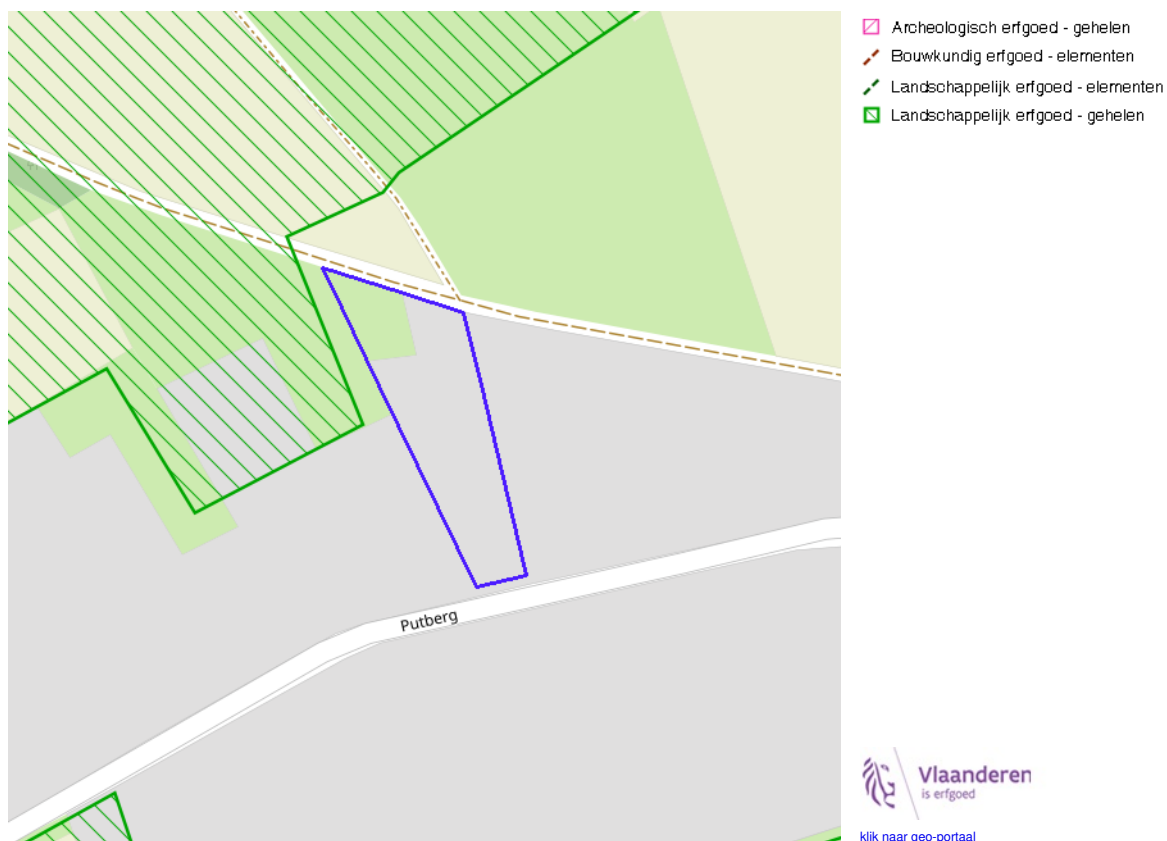 Archeologisch erfgoed - gehelen
Bouwkundig erfgoed - elementen
Landschappelijk erfgoed - elementen
Landschappelijk erfgoed - gehelen
Putberg
Vlaanderen
is erfgoed
klik naar geo-portaal